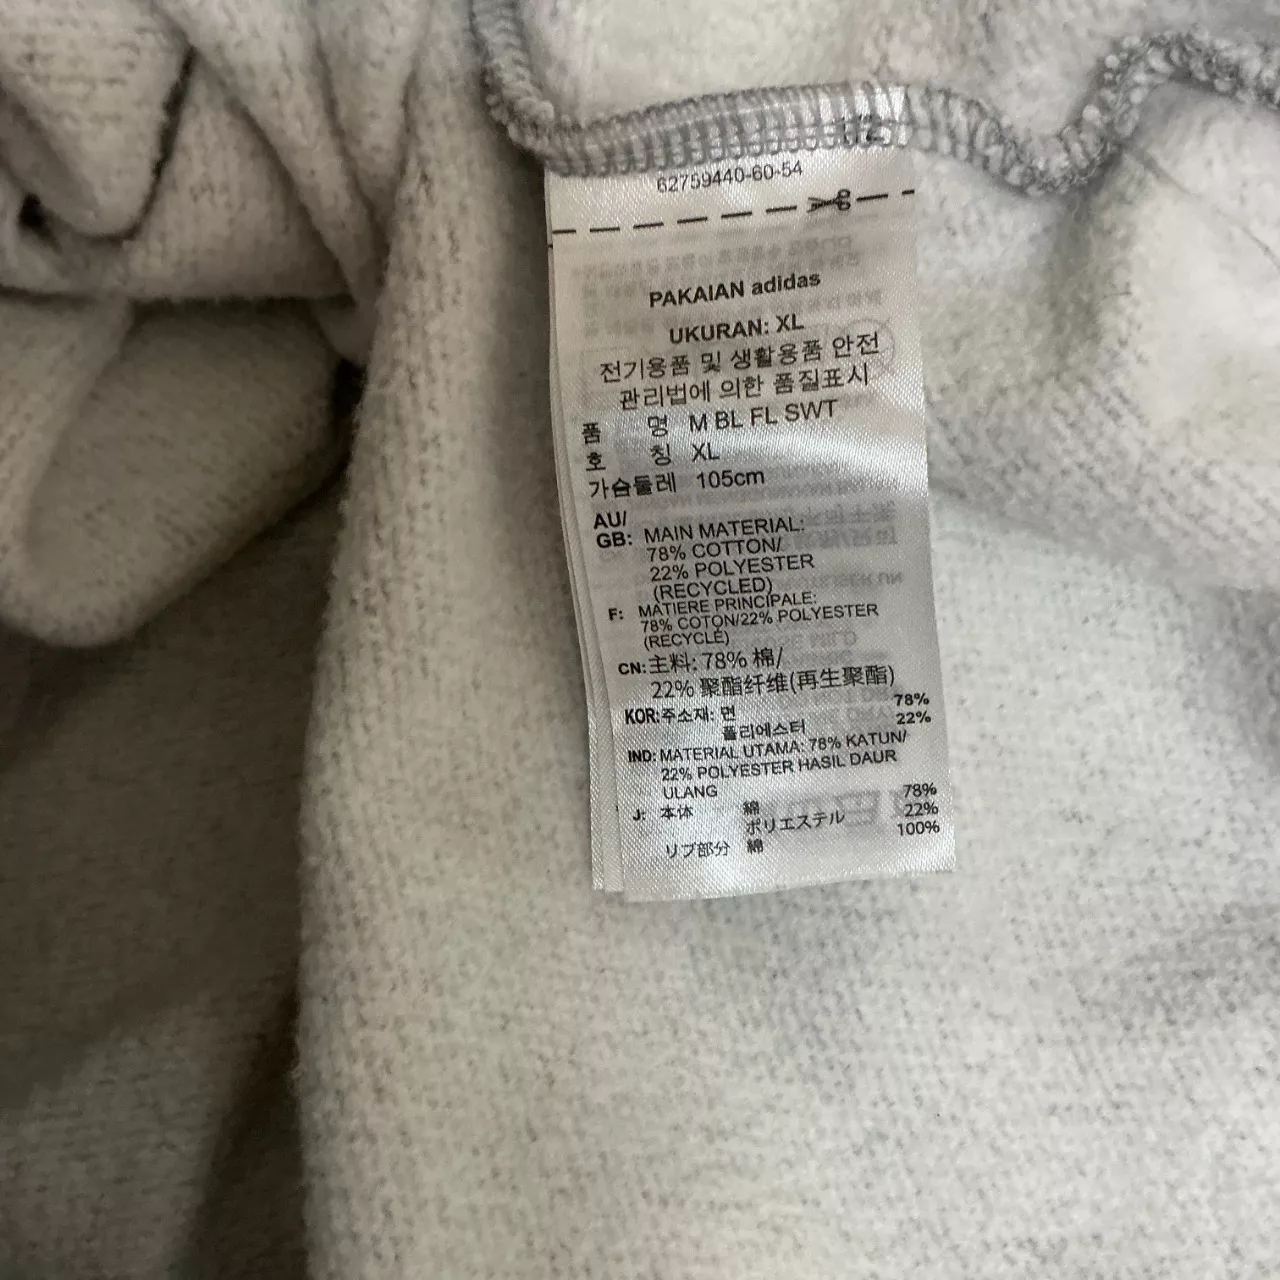 1/2
62759440-60-54
PAKAIAN adidas
UKURAN: XL
전기용품 및 생활용품 안전
관리법에 의한 품질표시
품 명 M BL FL SWT
호 칭 XL
가슴둘레 105cm
AU/
GB: MAIN MATERIAL:
78% COTTON/
22% POLYESTER
(RECYCLED)
F: MATIERE PRINCIPALE:
78% COTON/22% POLYESTER
(RECYCLÉ)
CN: 主料: 78% 棉/
22% 聚酯纤维(再生聚酯)
KOR: 주소재: 면 78%
폴리에스터 22%
IND: MATERIAL UTAMA: 78% KATUN/
22% POLYESTER HASIL DAUR
ULANG
J: 本体 綿 78%
ポリエステル 22%
リブ部分 綿 100%